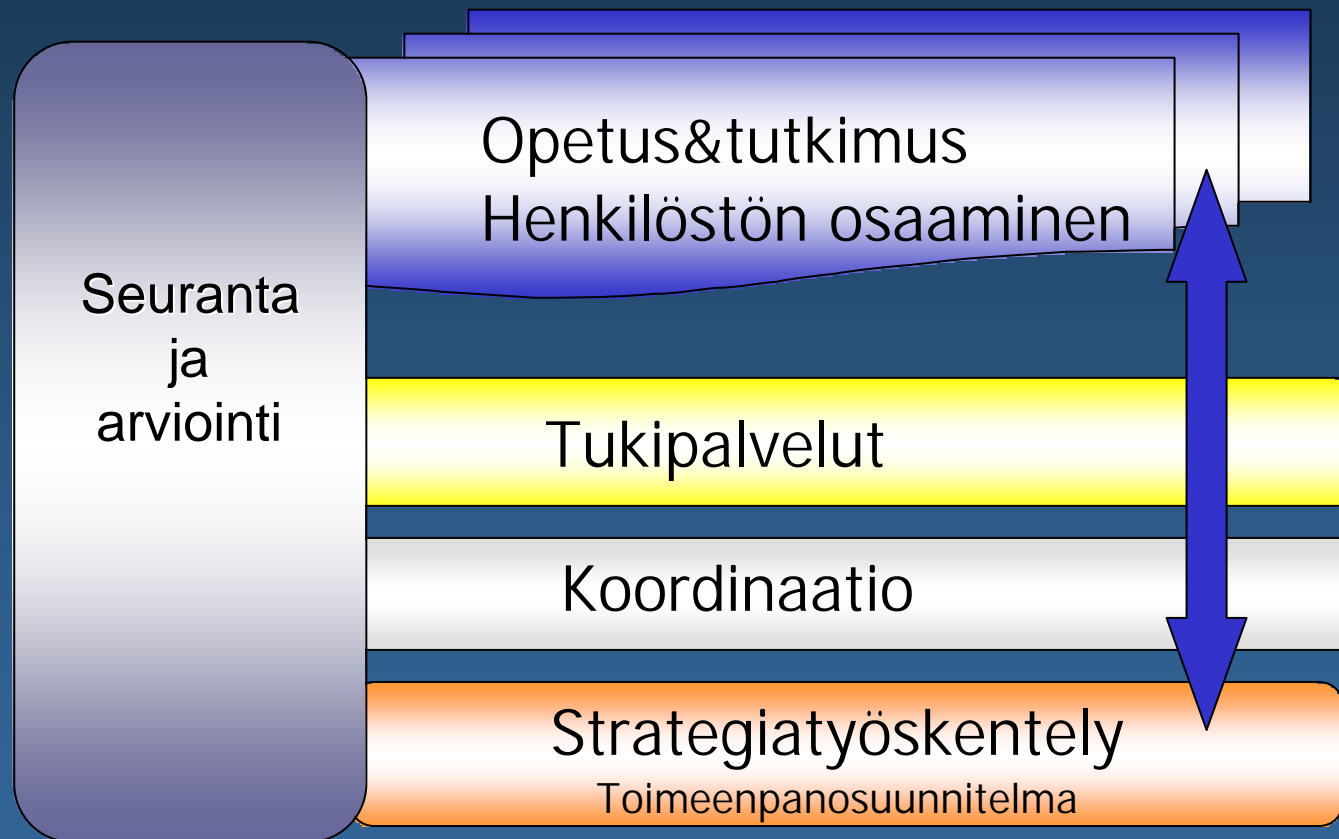 Seuranta
ja
arviointi
Opetus&tutkimus
Henkilöstön osaaminen
Tukipalvelut
Koordinaatio
Strategiatyöskentely
Toimeenpanosuunnitelma